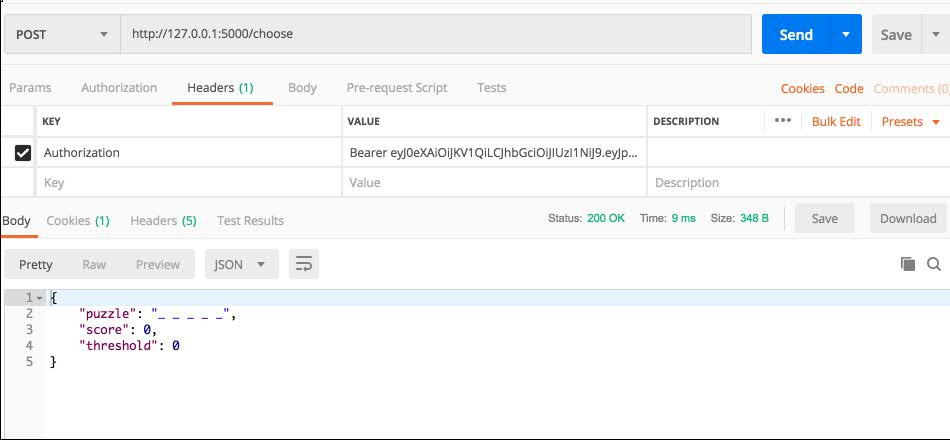 POST http://127.0.0.1:5000/choose Send Save
Params Authorization Headers (1) Body Pre-request Script Tests Cookies Code Comments (0)
KEY VALUE DESCRIPTION ••• Bulk Edit Presets
Authorization Bearer eyJ0eXAiOiJKV1QiLCJhbGciOiJIUzI1NiJ9.eyJp...
Key Value Description
Body Cookies (1) Headers (5) Test Results Status: 200 OK Time: 9 ms Size: 348 B Save Download
Pretty Raw Preview JSON
1 {
2 "puzzle": "_ _ _ _ _",
3 "score": 0,
4 "threshold": 0
5 }